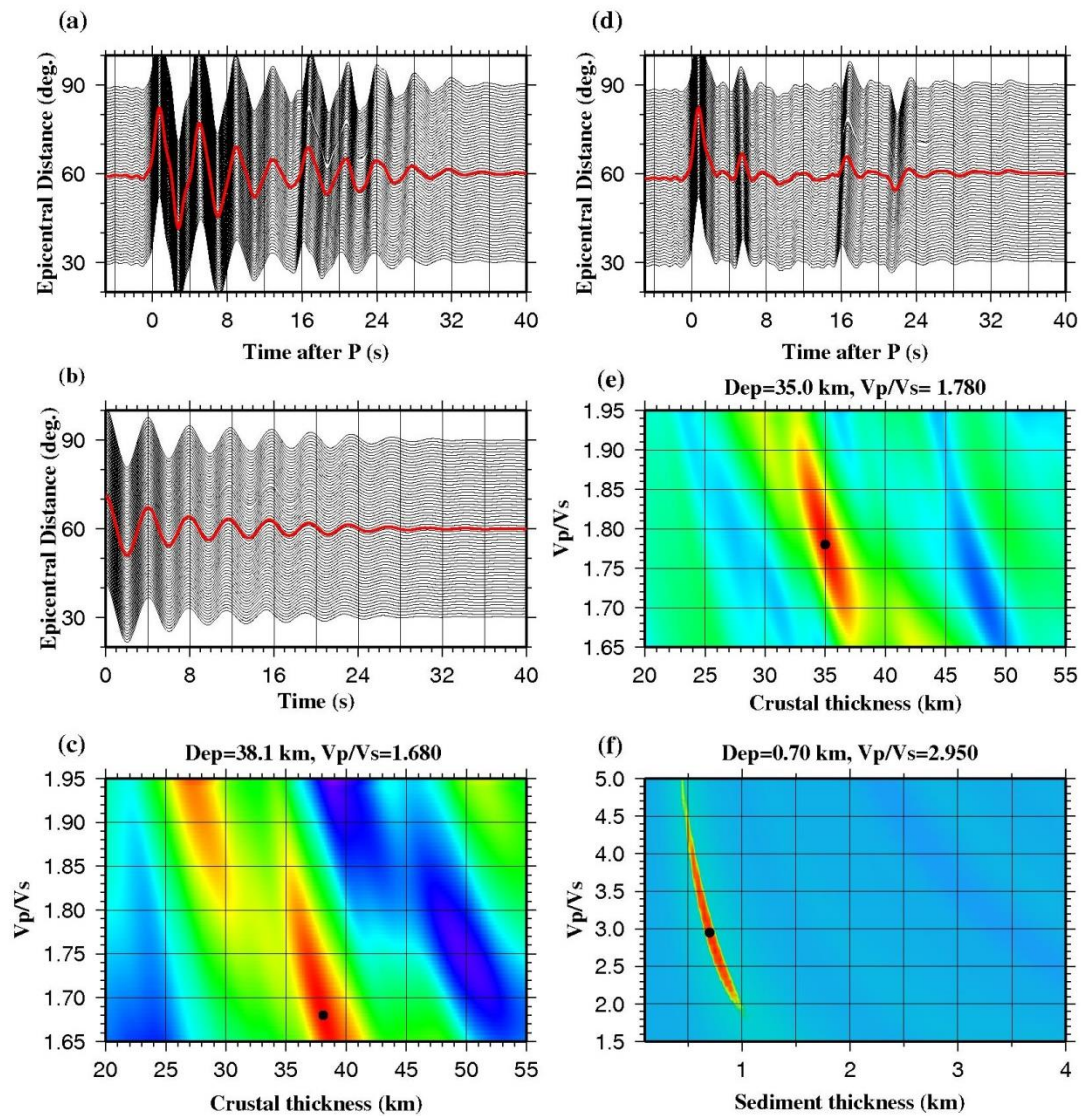 (a)
Epicentral Distance (deg.)
90
60
30
0 8 16 24 32 40
Time after P (s)
(d)
Epicentral Distance (deg.)
90
60
30
0 8 16 24 32 40
Time after P (s)
(b)
Epicentral Distance (deg.)
90
60
30
0 8 16 24 32 40
Time (s)
(e)
Dep=35.0 km, Vp/Vs= 1.780
Vp/Vs
1.95
1.90
1.85
1.80
1.75
1.70
1.65
20 25 30 35 40 45 50 55
Crustal thickness (km)
(c)
Dep=38.1 km, Vp/Vs=1.680
Vp/Vs
1.95
1.90
1.85
1.80
1.75
1.70
1.65
20 25 30 35 40 45 50 55
Crustal thickness (km)
(f)
Dep=0.70 km, Vp/Vs=2.950
Vp/Vs
5.0
4.5
4.0
3.5
3.0
2.5
2.0
1.5
1 2 3 4
Sediment thickness (km)